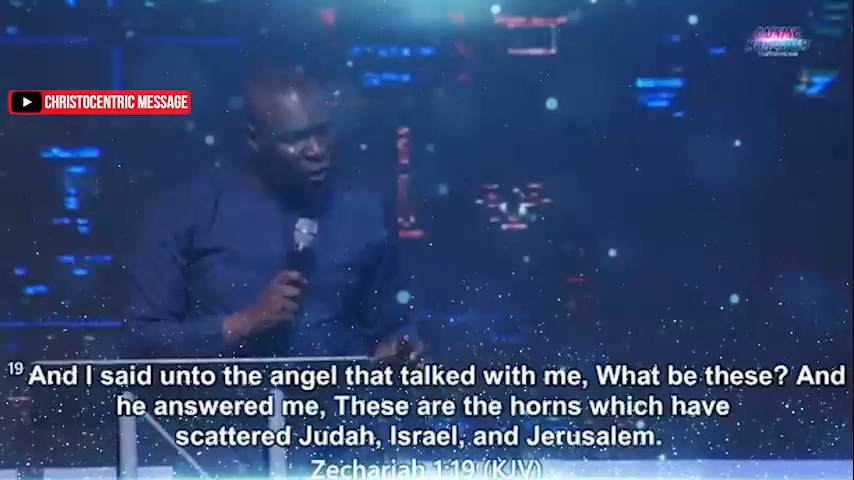 CHRISTOCENTRIC MESSAGE
19 And I said unto the angel that talked with me, What be these? And
he answered me, These are the horns which have
scattered Judah, Israel, and Jerusalem.
Zechariah 1:19 (KJV)